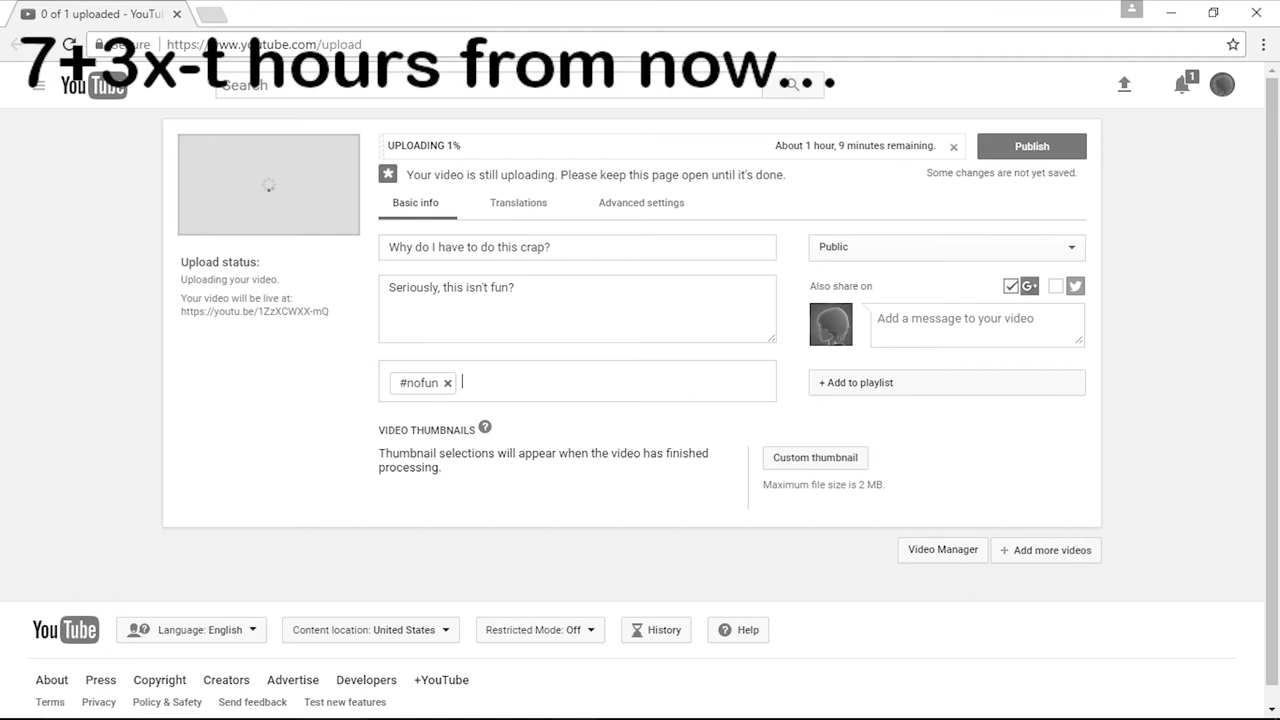 0 of 1 uploaded - YouTu
https://www.youtube.com/upload
7+3x-t hours from now...
YouTube
Search
1
UPLOADING 1%
About 1 hour, 9 minutes remaining.
Publish
Your video is still uploading. Please keep this page open until it's done.
Some changes are not yet saved.
Basic info
Translations
Advanced settings
Upload status:
Uploading your video.
Your video will be live at:
https://youtu.be/1ZzXCWXX-mQ
Why do I have to do this crap?
Public
Seriously, this isn't fun?
Also share on
G+
Add a message to your video
#nofun
+ Add to playlist
VIDEO THUMBNAILS ?
Thumbnail selections will appear when the video has finished
processing.
Custom thumbnail
Maximum file size is 2 MB.
Video Manager
+ Add more videos
YouTube
Language: English
Content location: United States
Restricted Mode: Off
History
? Help
About Press Copyright Creators Advertise Developers +YouTube
Terms Privacy Policy & Safety Send feedback Test new features